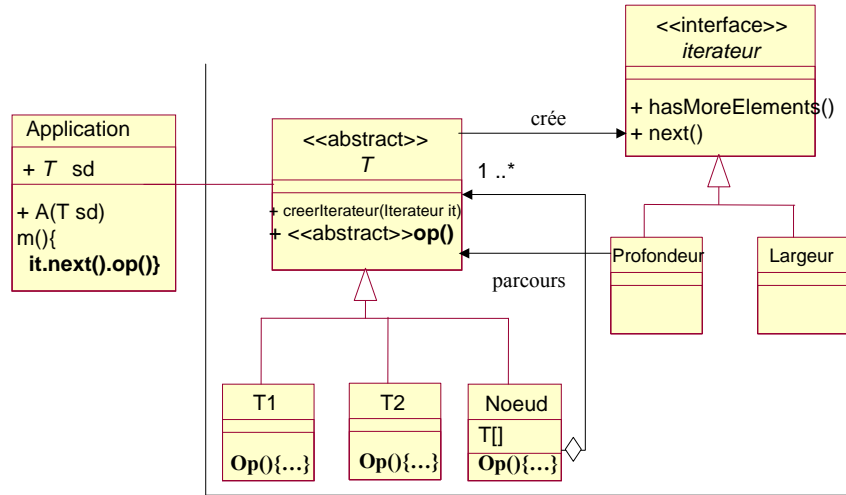 <<interface>>
iterateur
+ hasMoreElements()
+ next()
Application
+ T sd
+ A(T sd)
m(){
it.next().op()}
<<abstract>>
T
+ creerIterateur(Iterateur it)
+ <<abstract>>op()
crée
1 ..*
parcours
Profondeur
Largeur
T1
Op(){…}
T2
Op(){…}
Noeud
T[]
Op(){…}